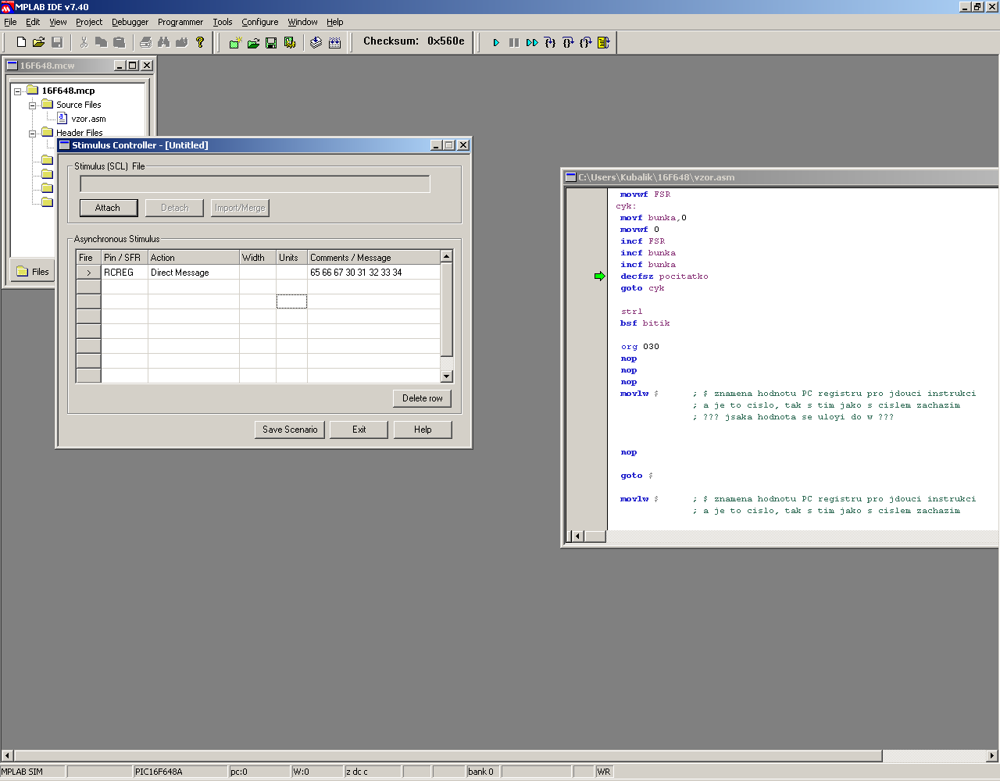 MPLAB IDE v7.40
File Edit View Project Debugger Programmer Tools Configure Window Help
Checksum: 0x560e
16F648.mcw
16F648.mcp
Source Files
vzor.asm
Header Files
Files
Stimulus Controller - [Untitled]
Stimulus (SCL) File
Attach Detach Import/Merge
Asynchronous Stimulus
Fire Pin / SFR Action Width Units Comments / Message
> RCREG Direct Message 65 66 67 30 31 32 33 34
Delete row
Save Scenario Exit Help
C:\Users\Kubalik\16F648\vzor.asm
movwf FSR
cyk:
movf bunka,0
movwf 0
incf FSR
incf bunka
incf bunka
decfsz pocitatko
goto cyk
strl
bsf bitik
org 030
nop
nop
nop
movlw $ ; $ znamena hodnotu PC registru pro jdouci instrukci
; a je to cislo, tak s tim jako s cislem zachazim
; ??? jsaka hodnota se uloyi do w ???
nop
goto $
movlw $ ; $ znamena hodnotu PC registru pro jdouci instrukci
; a je to cislo, tak s tim jako s cislem zachazim
MPLAB SIM PIC16F648A pc:0 W:0 z dc c bank 0 WR